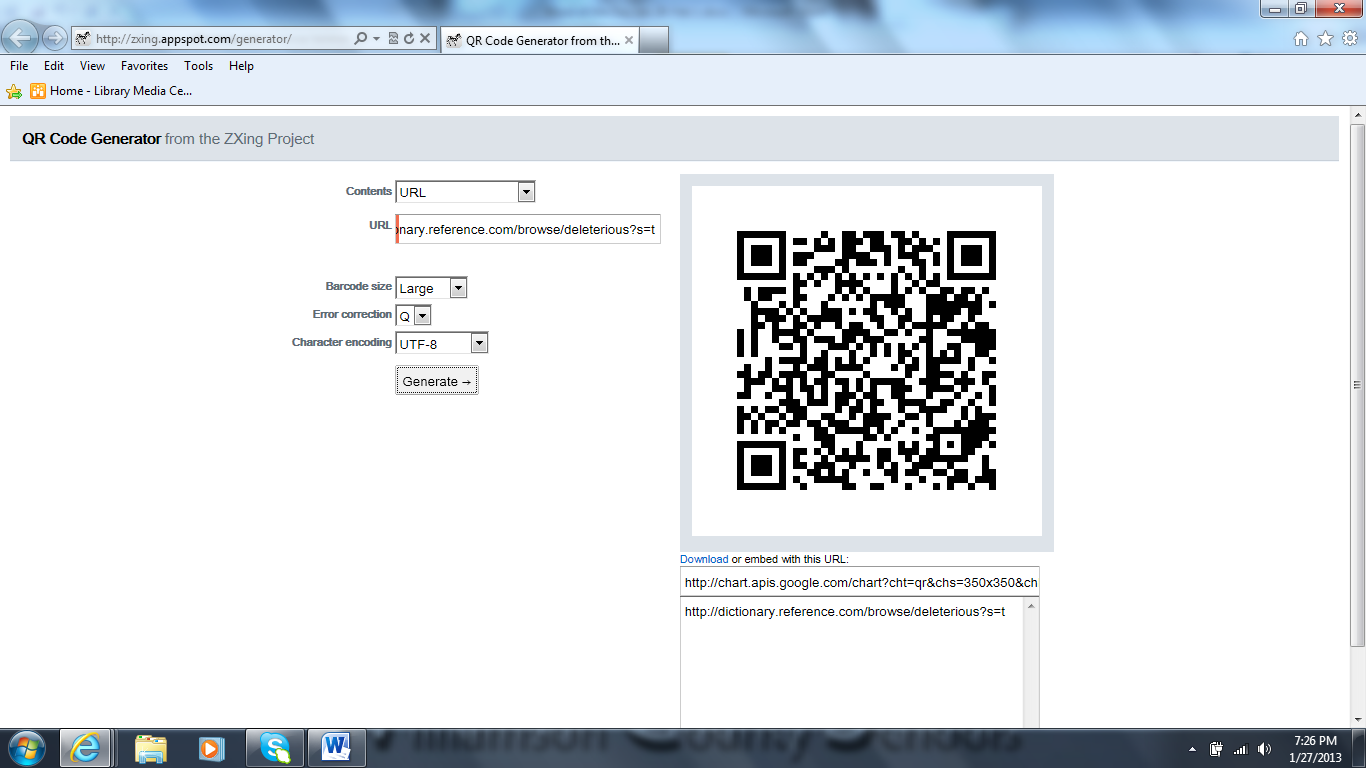 http://zxing.appspot.com/generator/
QR Code Generator from th...
File Edit View Favorites Tools Help
Home - Library Media Ce...
QR Code Generator from the ZXing Project
Contents URL
URL onary.reference.com/browse/deleterious?s=t
Barcode size Large
Error correction Q
Character encoding UTF-8
Generate →
Download or embed with this URL:
http://chart.apis.google.com/chart?cht=qr&chs=350x350&ch
http://dictionary.reference.com/browse/deleterious?s=t
7:26 PM
1/27/2013